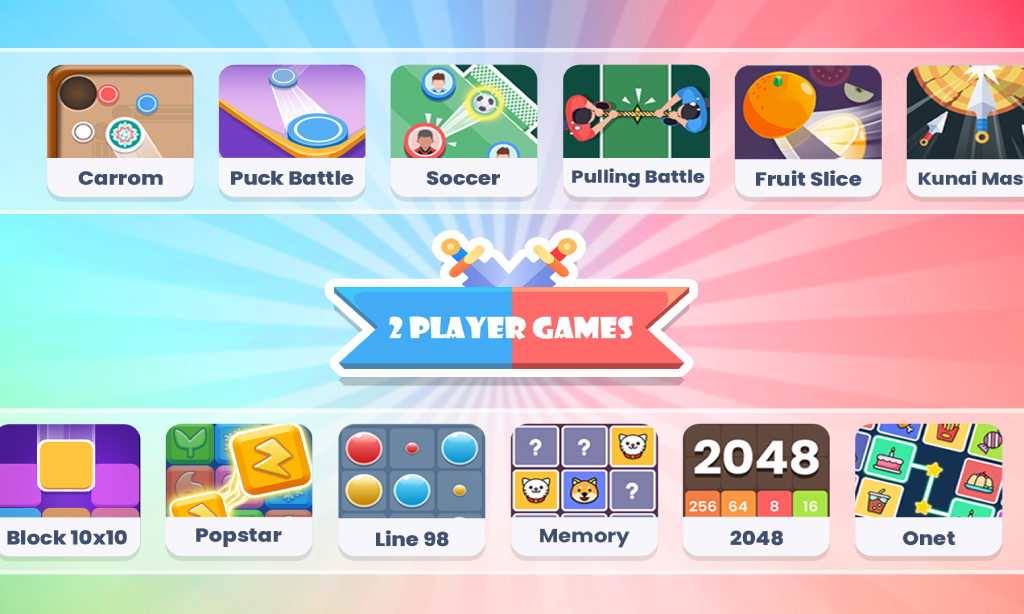 Carrom
Puck Battle
Soccer
Pulling Battle
Fruit Slice
Kunai Mas
2 PLAYER GAMES
? ?
?
2048
256 64 8 16
Block 10x10
Popstar
Line 98
Memory
2048
Onet